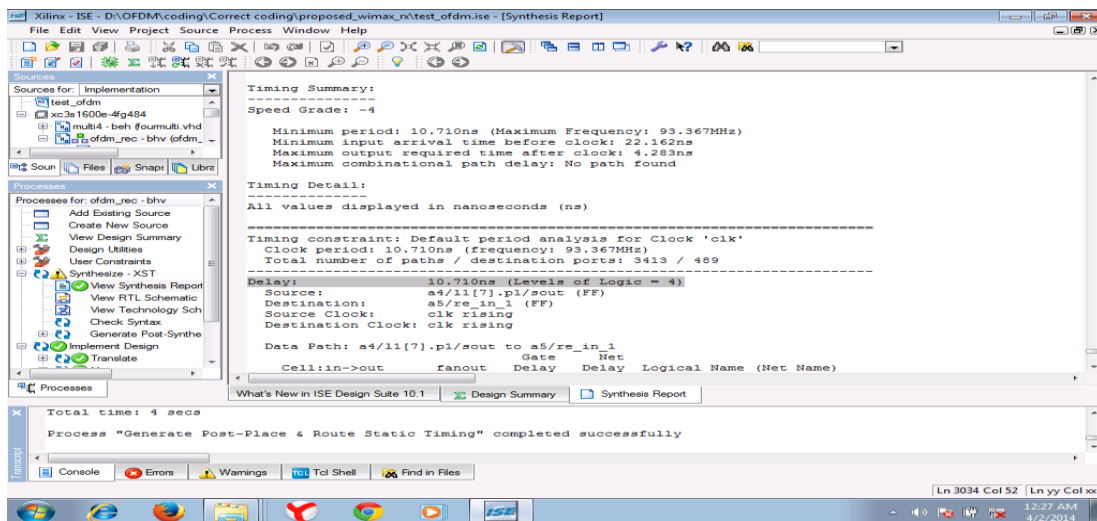 Xilinx - ISE - D:\OFDM\coding\Correct coding\proposed_wimax_rx\test_ofdm.ise - [Synthesis Report]
File Edit View Project Source Process Window Help
Sources
Sources for: Implementation
test_ofdm
xc3s1600e-4fg484
multi4 - beh (fourmulti.vhd
ofdm_rec - bhv (ofdm_
Soun Files Snaps Libra
Processes
Processes for: ofdm_rec - bhv
Add Existing Source
Create New Source
View Design Summary
Design Utilities
User Constraints
Synthesize - XST
View Synthesis Report
View RTL Schematic
View Technology Sch
Check Syntax
Generate Post-Synthe
Implement Design
Translate
Processes
Timing Summary:
---------------
Speed Grade: -4
Minimum period: 10.710ns (Maximum Frequency: 93.367MHz)
Minimum input arrival time before clock: 22.162ns
Maximum output required time after clock: 4.283ns
Maximum combinational path delay: No path found
Timing Detail:
--------------
All values displayed in nanoseconds (ns)
Timing constraint: Default period analysis for Clock 'clk'
Clock period: 10.710ns (frequency: 93.367MHz)
Total number of paths / destination ports: 3413 / 489
Delay: 10.710ns (Levels of Logic = 4)
Source: a4/l1[7].p1/sout (FF)
Destination: a5/re_in_1 (FF)
Source Clock: clk rising
Destination Clock: clk rising
Data Path: a4/l1[7].p1/sout to a5/re_in_1
Gate Net
Cell:in->out fanout Delay Delay Logical Name (Net Name)
What's New in ISE Design Suite 10.1 Design Summary Synthesis Report
Total time: 4 secs
Process "Generate Post-Place & Route Static Timing" completed successfully
Transcript
Console Errors Warnings Tcl Shell Find in Files
Ln 3034 Col 52 Ln yy Col xx
ISE
12:27 AM
4/2/2014